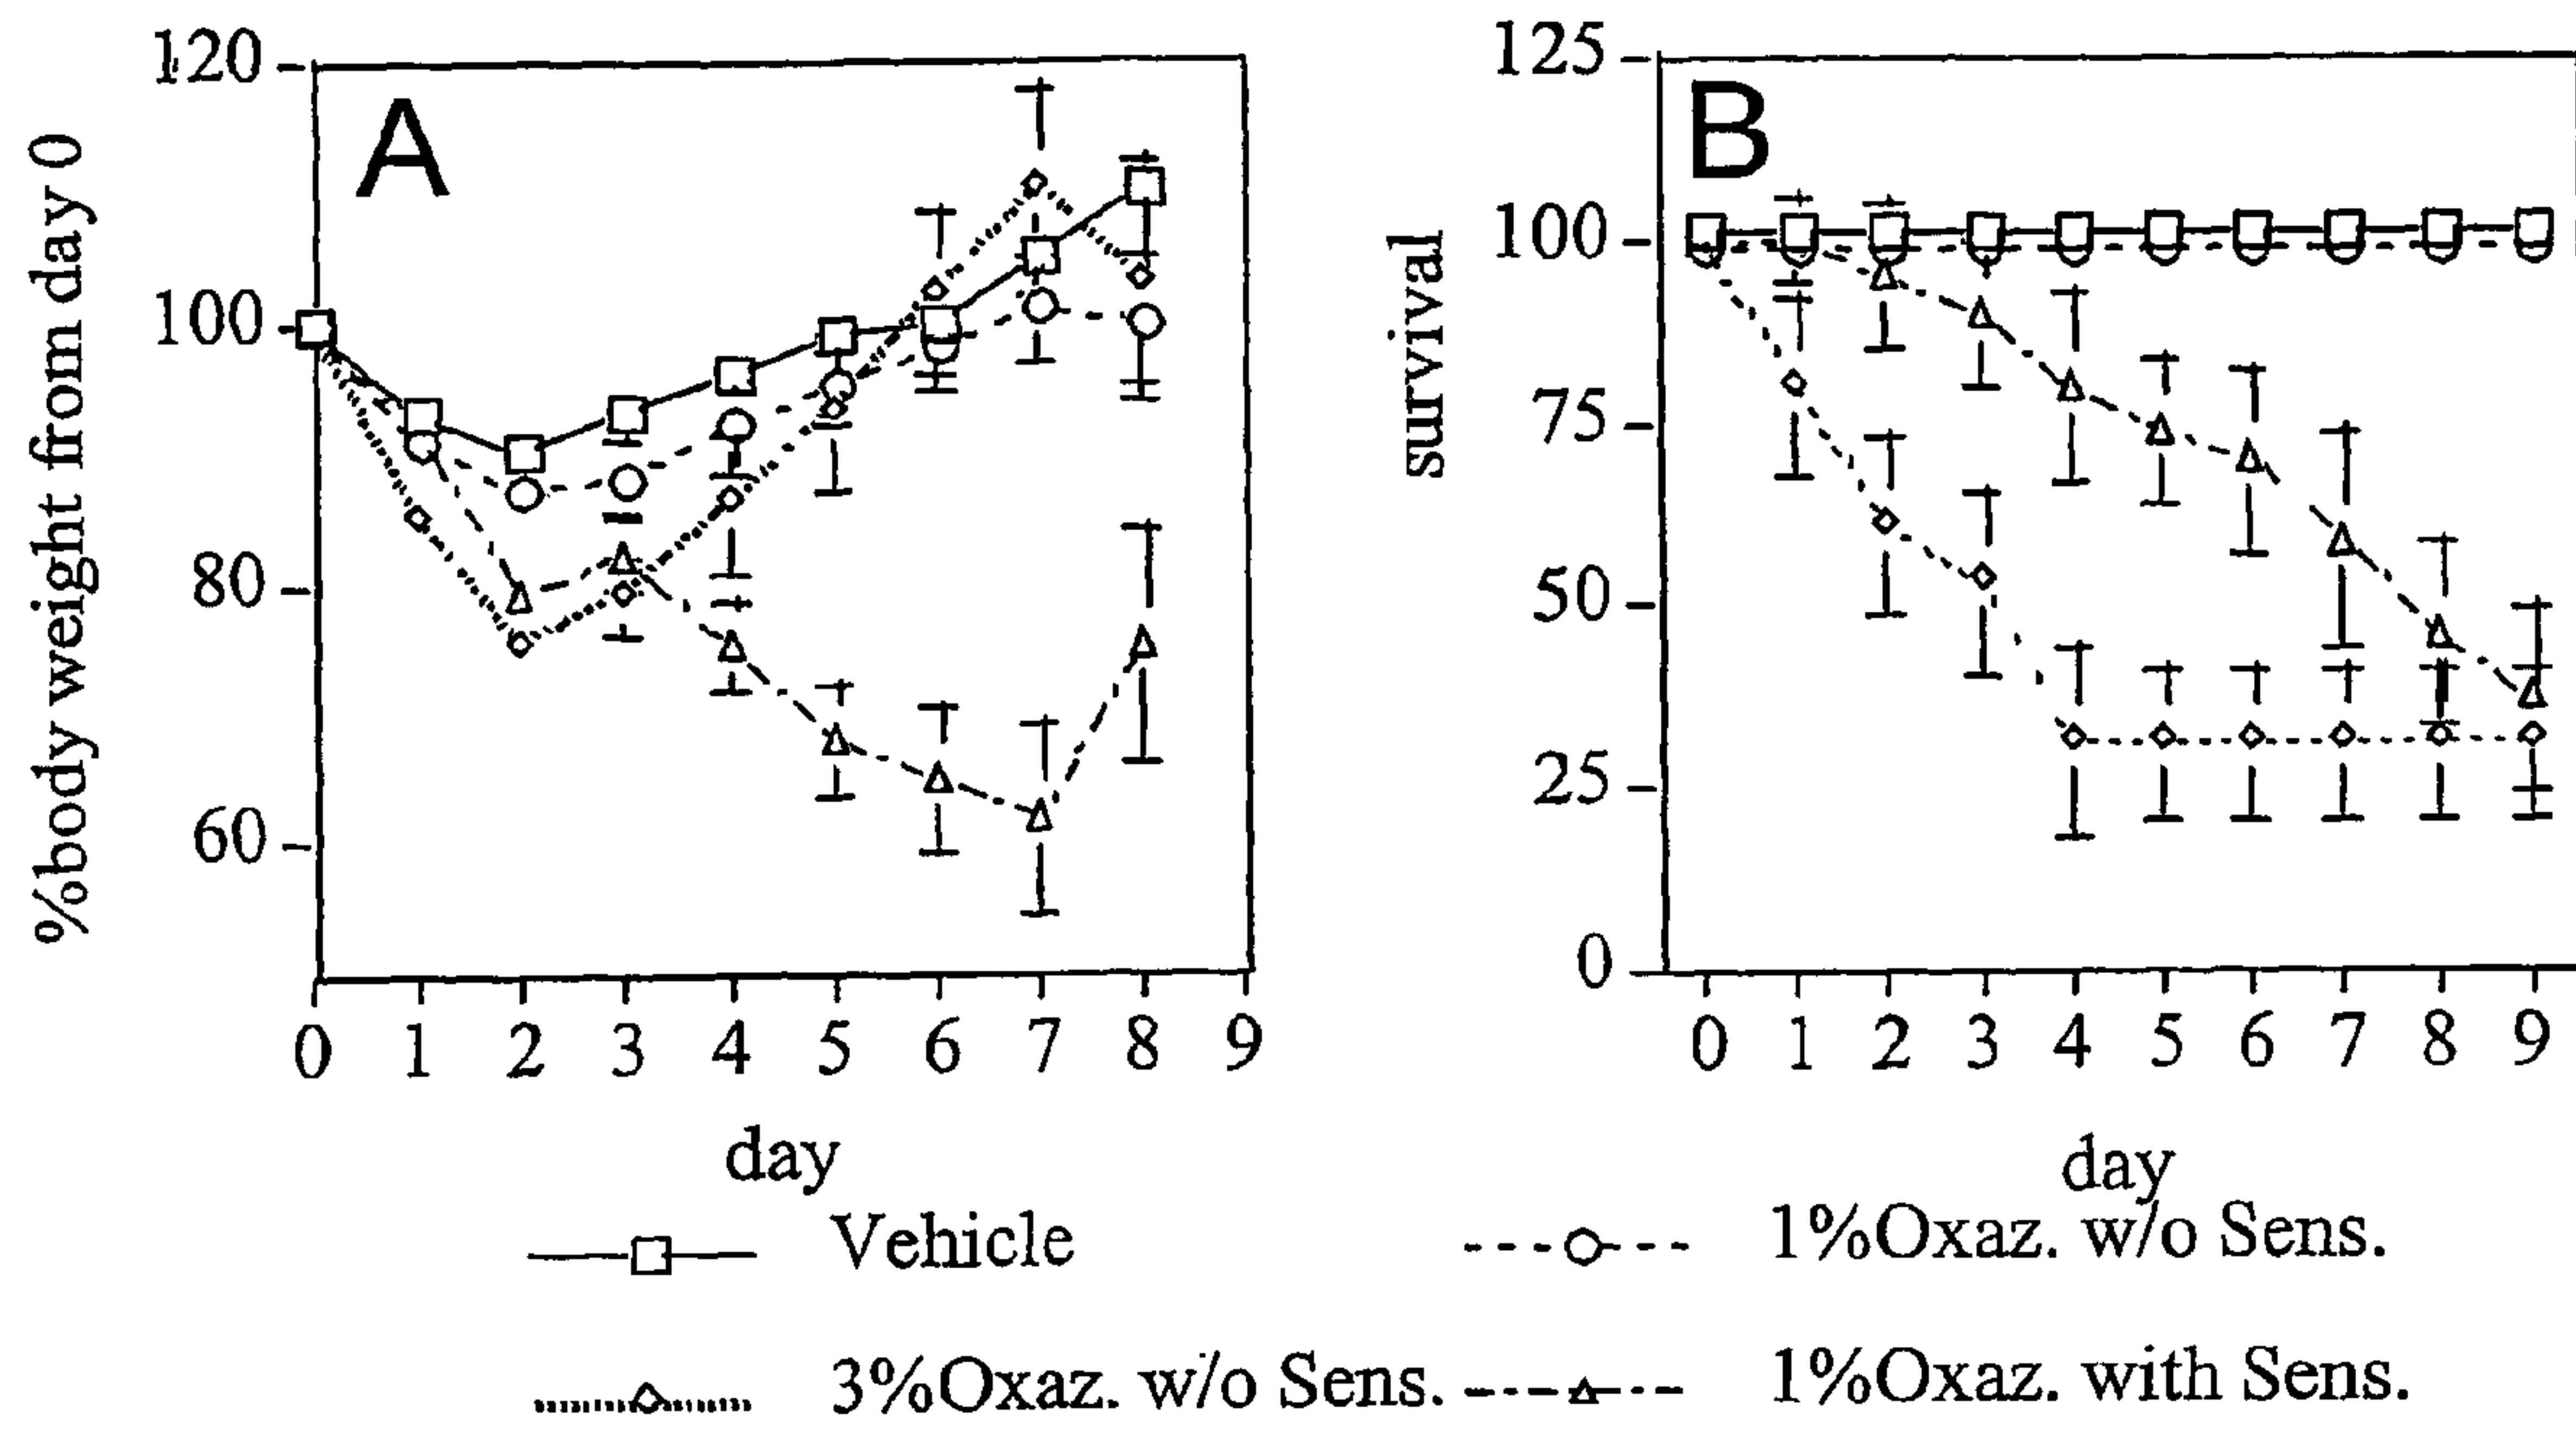 A
%body weight from day 0
120
100
80
60
0 1 2 3 4 5 6 7 8 9
day
B
survival
125
100
75
50
25
0
0 1 2 3 4 5 6 7 8 9
day
Vehicle
1%Oxaz. w/o Sens.
3%Oxaz. w/o Sens.
1%Oxaz. with Sens.